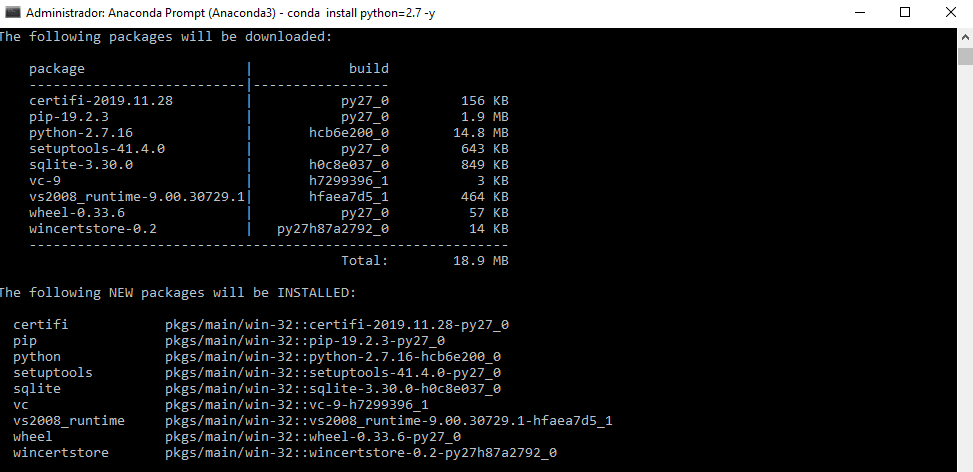 Administrador: Anaconda Prompt (Anaconda3) - conda install python=2.7 -y
The following packages will be downloaded:
package | build
---------------------------|-----------------
certifi-2019.11.28 | py27_0 156 KB
pip-19.2.3 | py27_0 1.9 MB
python-2.7.16 | hcb6e200_0 14.8 MB
setuptools-41.4.0 | py27_0 643 KB
sqlite-3.30.0 | h0c8e037_0 849 KB
vc-9 | h7299396_1 3 KB
vs2008_runtime-9.00.30729.1| hfaea7d5_1 464 KB
wheel-0.33.6 | py27_0 57 KB
wincertstore-0.2 | py27h87a2792_0 14 KB
------------------------------------------------------------
Total: 18.9 MB
The following NEW packages will be INSTALLED:
certifi pkgs/main/win-32::certifi-2019.11.28-py27_0
pip pkgs/main/win-32::pip-19.2.3-py27_0
python pkgs/main/win-32::python-2.7.16-hcb6e200_0
setuptools pkgs/main/win-32::setuptools-41.4.0-py27_0
sqlite pkgs/main/win-32::sqlite-3.30.0-h0c8e037_0
vc pkgs/main/win-32::vc-9-h7299396_1
vs2008_runtime pkgs/main/win-32::vs2008_runtime-9.00.30729.1-hfaea7d5_1
wheel pkgs/main/win-32::wheel-0.33.6-py27_0
wincertstore pkgs/main/win-32::wincertstore-0.2-py27h87a2792_0